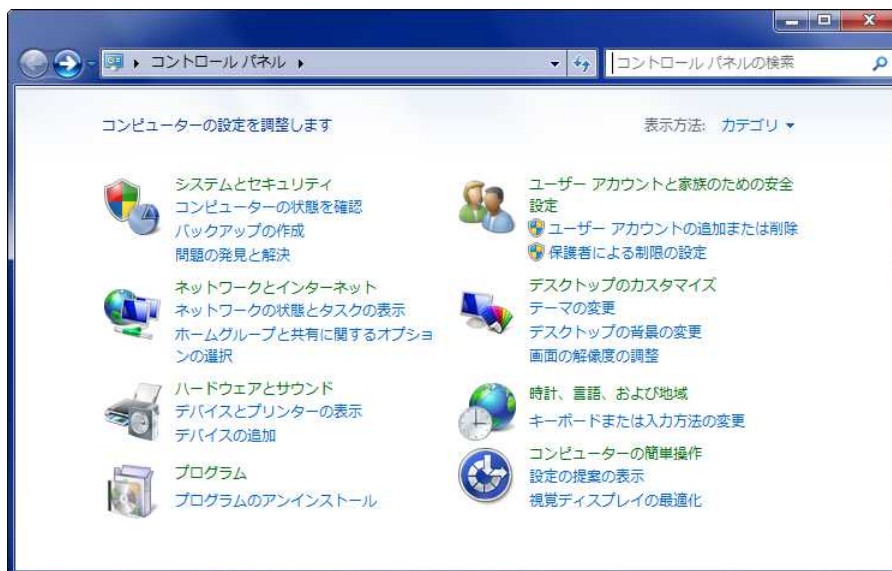 コントロール パネル
コントロール パネルの検索
コンピューターの設定を調整します
表示方法: カテゴリ
システムとセキュリティ
コンピューターの状態を確認
バックアップの作成
問題の発見と解決
ネットワークとインターネット
ネットワークの状態とタスクの表示
ホームグループと共有に関するオプショ
ンの選択
ハードウェアとサウンド
デバイスとプリンターの表示
デバイスの追加
プログラム
プログラムのアンインストール
ユーザー アカウントと家族のための安全
設定
ユーザー アカウントの追加または削除
保護者による制限の設定
デスクトップのカスタマイズ
テーマの変更
デスクトップの背景の変更
画面の解像度の調整
時計、言語、および地域
キーボードまたは入力方法の変更
コンピューターの簡単操作
設定の提案の表示
視覚ディスプレイの最適化